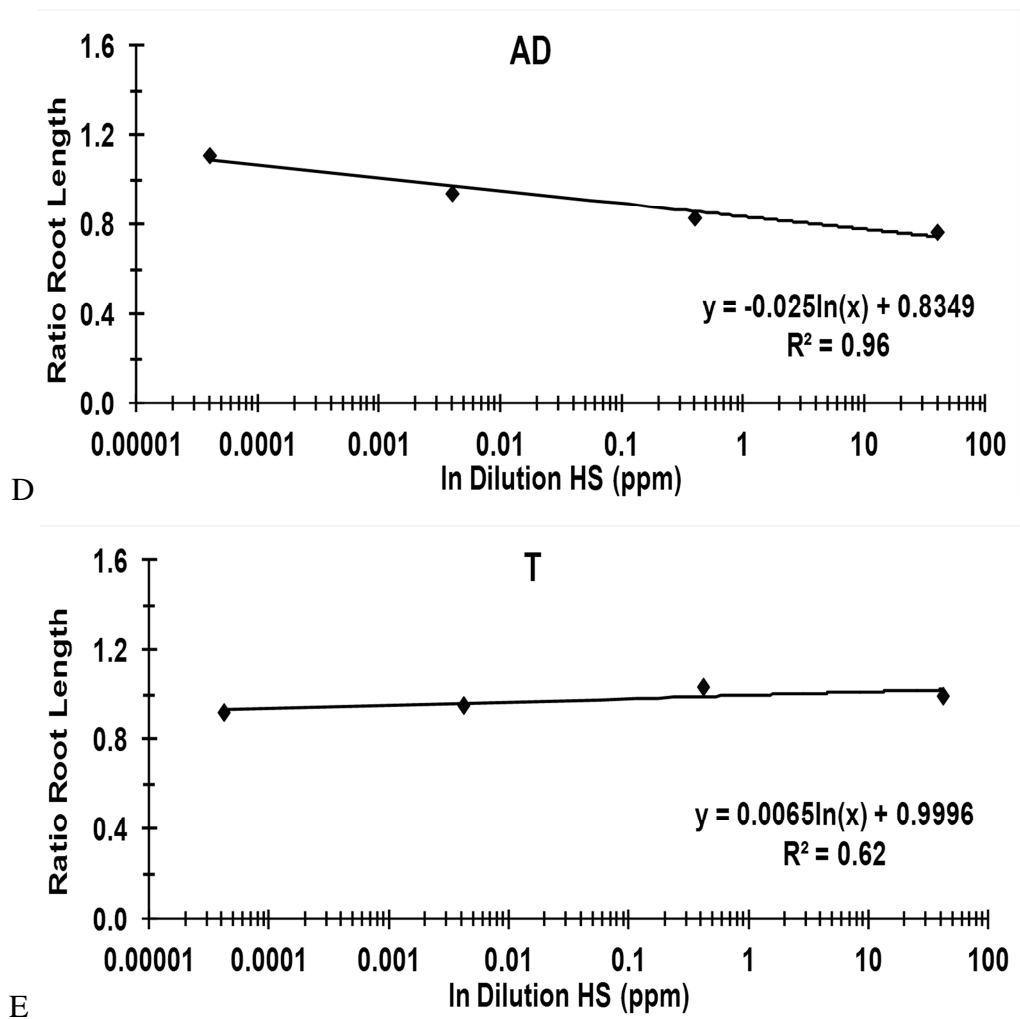 AD
1.6
1.2
0.8
0.4
0.0
Ratio Root Length
y = -0.025ln(x) + 0.8349
R² = 0.96
0.00001 0.0001 0.001 0.01 0.1 1 10 100
ln Dilution HS (ppm)
D
T
1.6
1.2
0.8
0.4
0.0
Ratio Root Length
y = 0.0065ln(x) + 0.9996
R² = 0.62
0.00001 0.0001 0.001 0.01 0.1 1 10 100
ln Dilution HS (ppm)
E